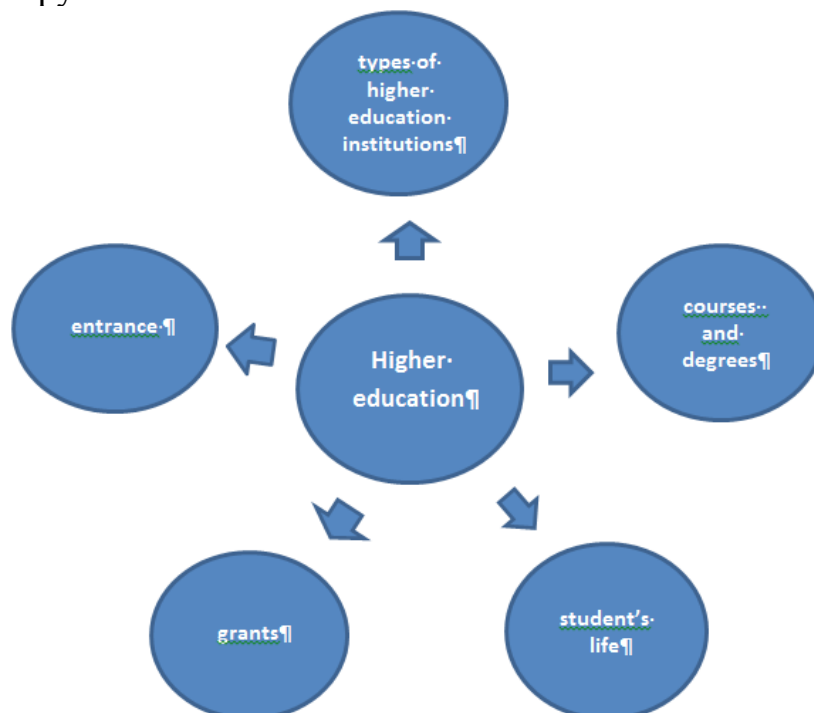 types·of·
higher·
education·
institutions¶
entrance·¶
courses··
and·
degrees¶
Higher·
education¶
grants¶
student's·
life¶